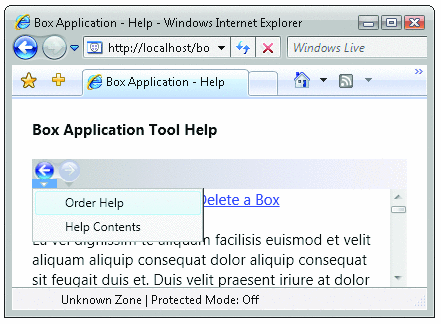 Box Application - Help - Windows Internet Explorer
http://localhost/bo
Windows Live
Box Application - Help
Box Application Tool Help
Delete a Box
Order Help
Help Contents
dignissim te aliquam facilisis euismod et velit
aliquam aliquip consequat dolor aliquip consequat
sit feugait duis et. Duis velit praesent iriure at dolor
Unknown Zone | Protected Mode: Off